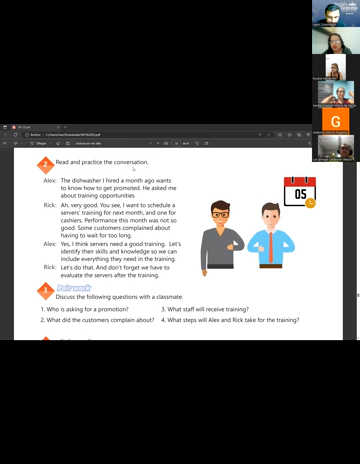 2 Read and practice the conversation.
Alex: The dishwasher I hired a month ago wants
to know how to get promoted. He asked me
about training opportunities
Rick: Ah, very good. You see, I want to schedule a
servers' training for next month, and one for
cashiers. Performance this month was not so
good. Some customers complained about
having to wait for too long.
Alex: Yes, I think servers need a good training. Let's
identify their skills and knowledge so we can
include everything they need in the training.
Rick: Let's do that. And don't forget we have to
evaluate the servers after the training.
05
3 Pair work
Discuss the following questions with a classmate.
1. Who is asking for a promotion?
2. What did the customers complain about?
3. What staff will receive training?
4. What steps will Alex and Rick take for the training?
G